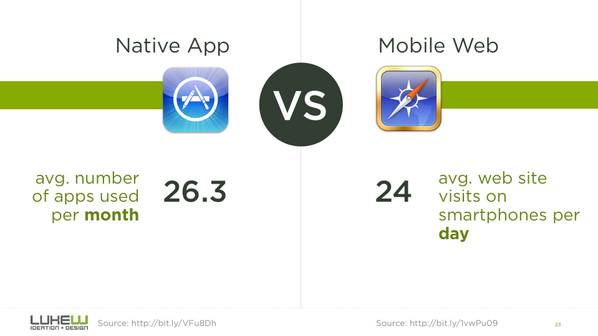 Native App
VS
Mobile Web
avg. number
of apps used
per month
26.3
24
avg. web site
visits on
smartphones per
day
LUKEW
IDEATION + DESIGN
Source: http://bit.ly/VFu8Dh
Source: http://bit.ly/1vwPu09
23